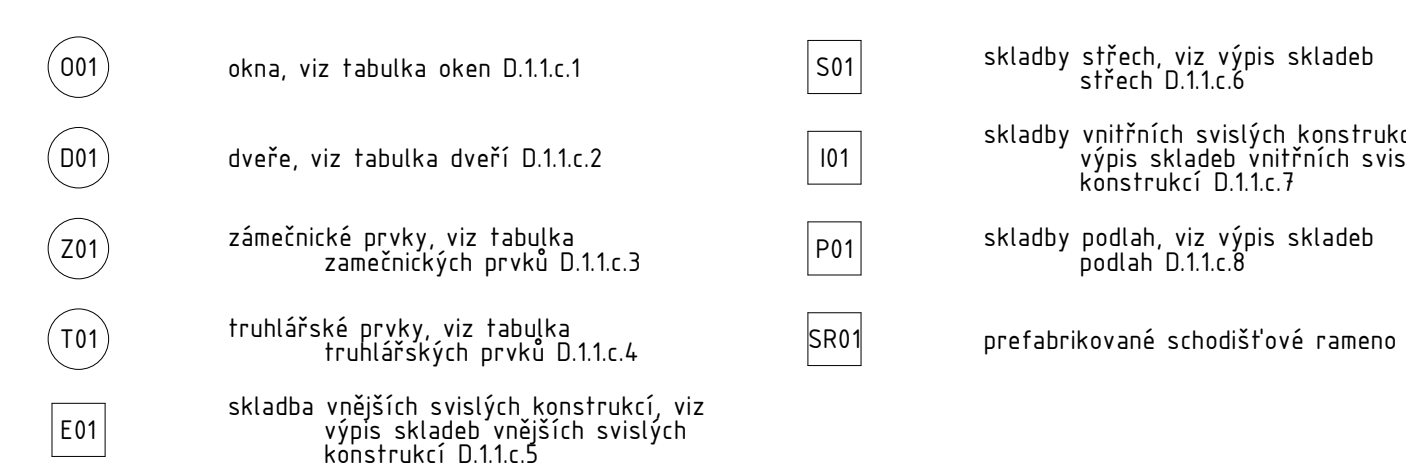 O01
okna, viz tabulka oken D.1.1.c.1
D01
dveře, viz tabulka dveří D.1.1.c.2
Z01
zámečnické prvky, viz tabulka
zamečnických prvků D.1.1.c.3
T01
truhlářské prvky, viz tabulka
truhlářských prvků D.1.1.c.4
E01
skladba vnějších svislých konstrukcí, viz
výpis skladeb vnějších svislých
konstrukcí D.1.1.c.5
S01
skladby střech, viz výpis skladeb
střech D.1.1.c.6
I01
skladby vnitřních svislých
výpis skladeb vnitřních
konstrukcí D.1.1.c.7
P01
skladby podlah, viz výpis skladeb
podlah D.1.1.c.8
SR01
prefabrikované schodišťové rameno